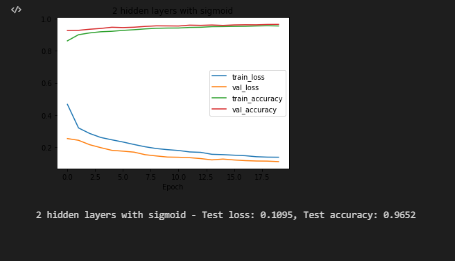 </>
2 hidden layers with sigmoid
1.0
0.8
0.6
0.4
0.2
train_loss
val_loss
train_accuracy
val_accuracy
0.0 2.5 5.0 7.5 10.0 12.5 15.0 17.5
Epoch
2 hidden layers with sigmoid - Test loss: 0.1095, Test accuracy: 0.9652